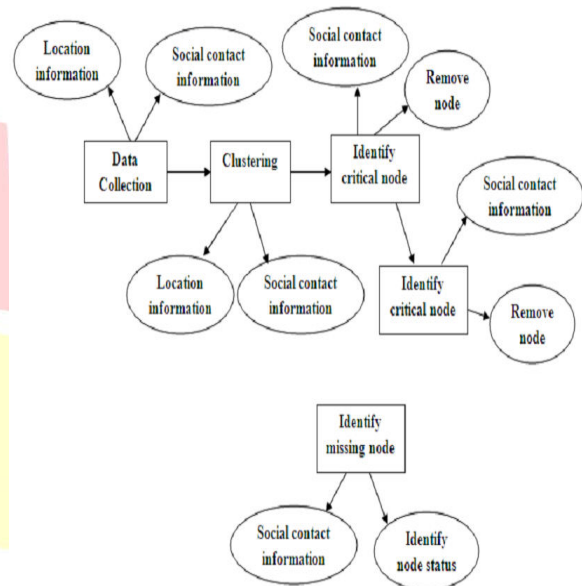 Location
information
Social contact
information
Social contact
information
Remove
node
Data
Collection
Clustering
Identify
critical node
Social contact
information
Location
information
Social contact
information
Identify
critical node
Remove
node
Identify
missing node
Social contact
information
Identify
node status